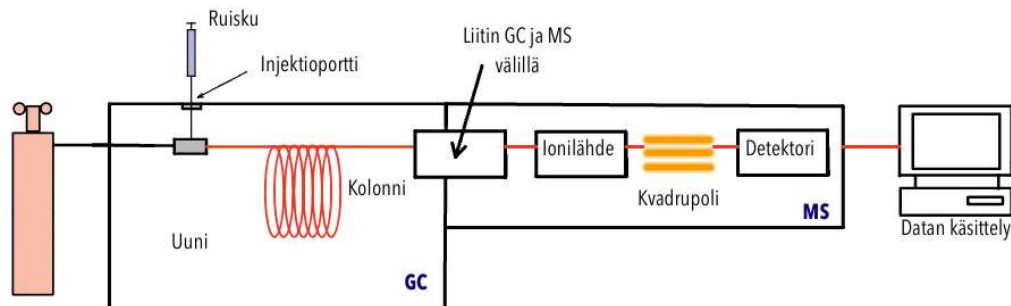 Ruisku
Injektioportti
Liitin GC ja MS
välillä
Kolonni
Uuni
GC
Ionilähde
Kvadrupoli
Detektori
MS
Datan käsittely